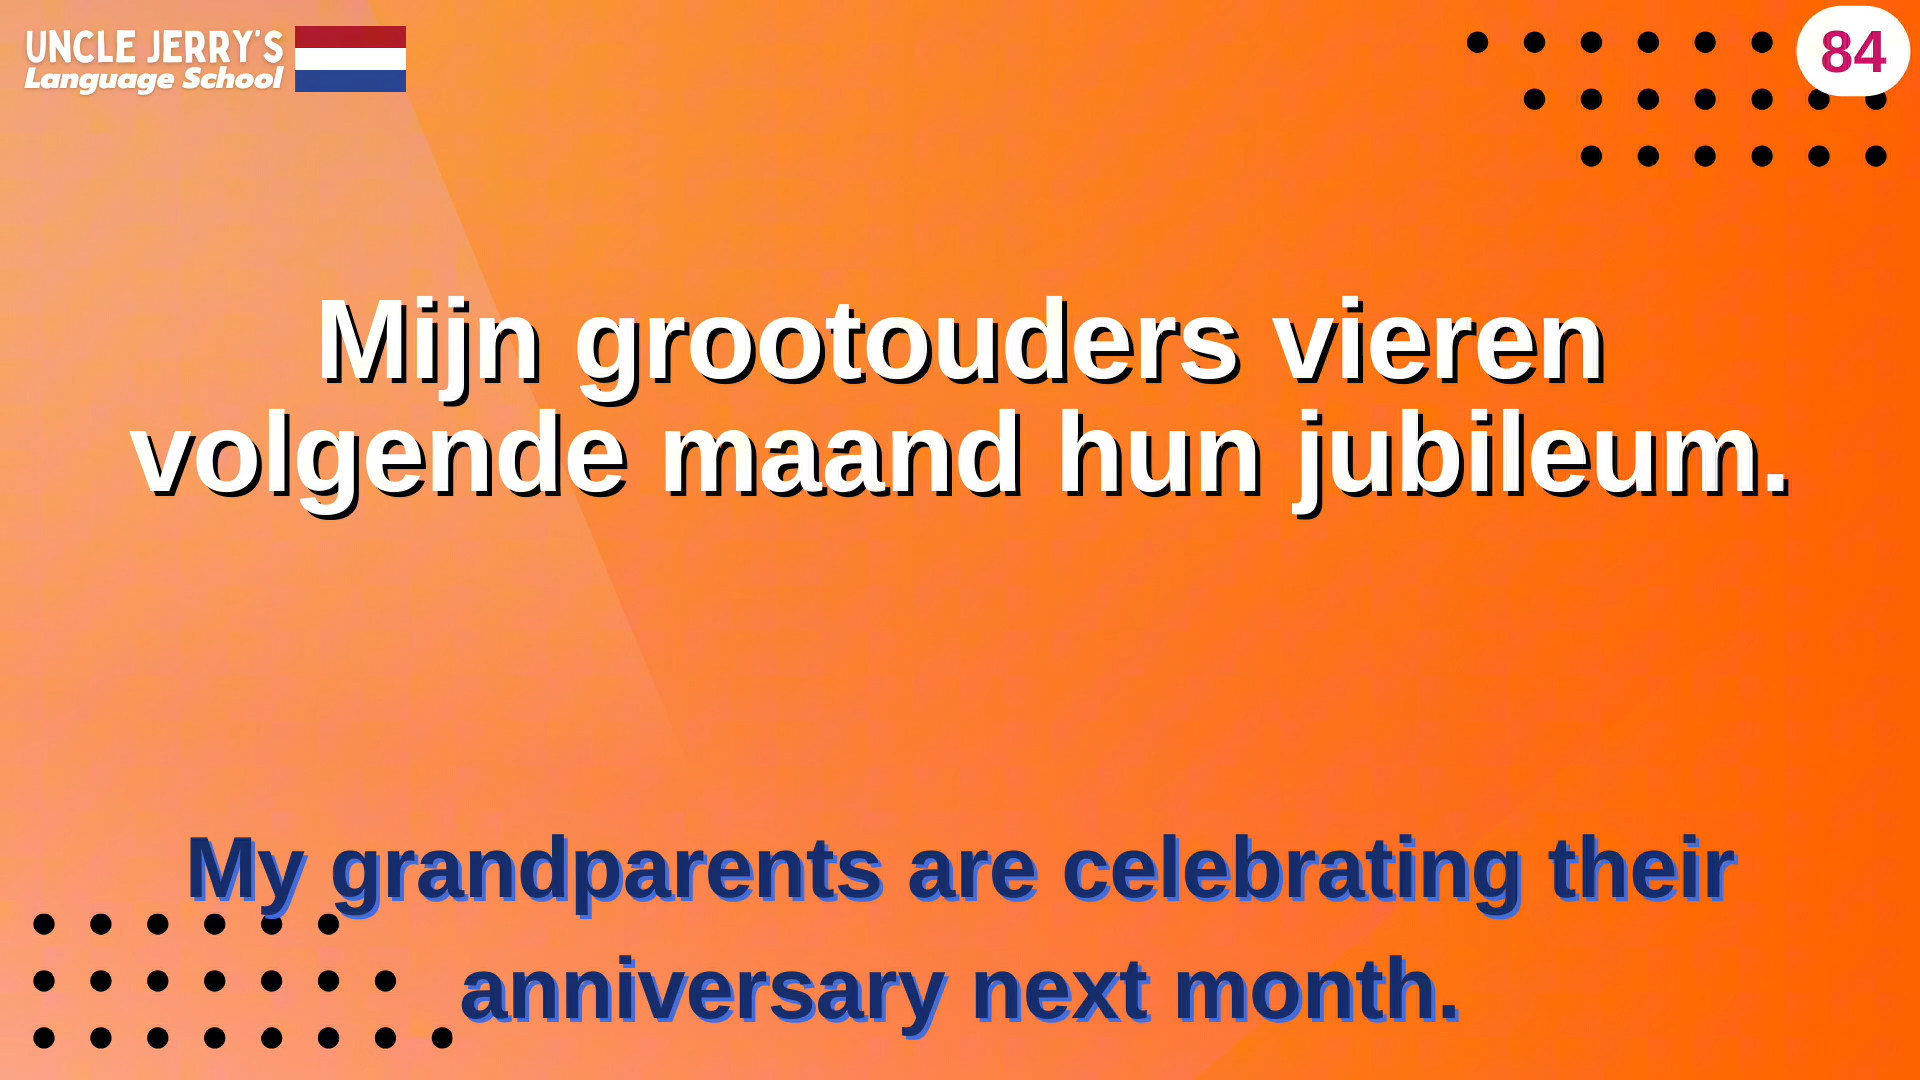 UNCLE JERRY'S
Language School
84
Mijn grootouders vieren
volgende maand hun jubileum.
My grandparents are celebrating their
anniversary next month.